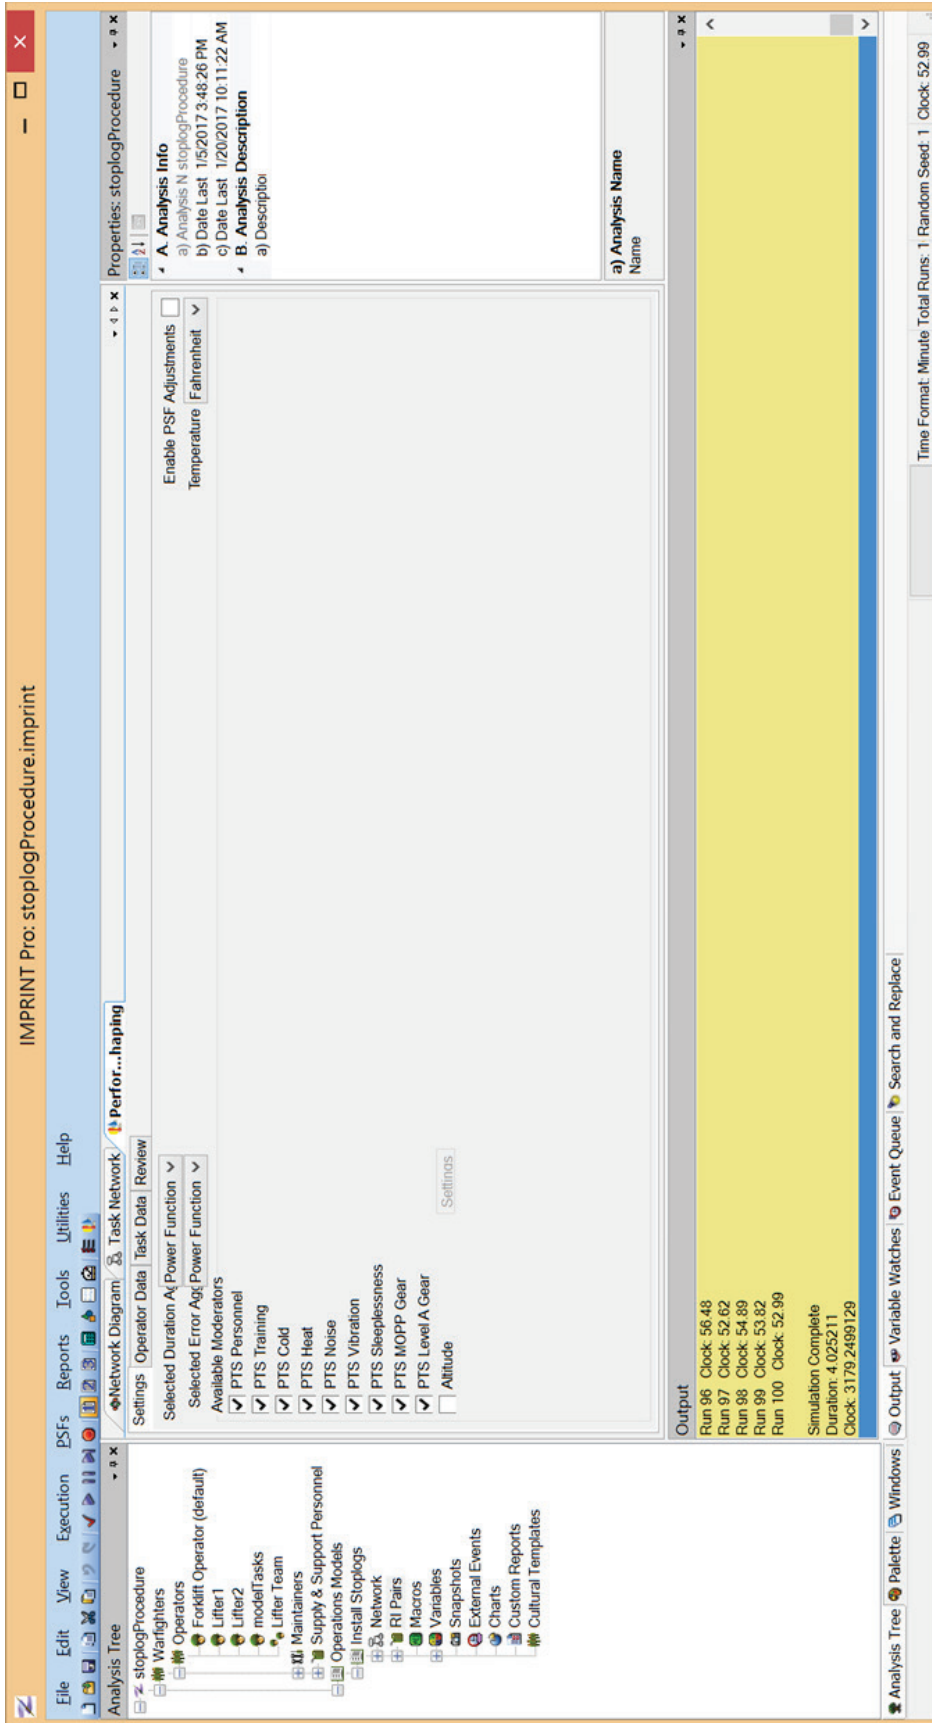 IMPRINT Pro: stoplogProcedure.imprint
File Edit View Execution PSFs Reports Tools Utilities Help
Analysis Tree
stoplogProcedure
Warfighters
Operators
Forklift Operator (default)
Lifter1
Lifter2
modelTasks
Lifter Team
Maintainers
Supply & Support Personnel
Operations Models
Install Stoplogs
Network
RI Pairs
Macros
Variables
Snapshots
External Events
Charts
Custom Reports
Cultural Templates
Analysis Tree Palette Windows
Network Diagram Task Network Perfor...haping
Settings Operator Data Task Data Review
Selected Duration Ag Power Function
Enable PSF Adjustments
Selected Error Agg Power Function
Temperature Fahrenheit
Available Moderators
PTS Personnel
PTS Training
PTS Cold
PTS Heat
PTS Noise
PTS Vibration
PTS Sleeplessness
PTS MOPP Gear
PTS Level A Gear
Altitude Settings
Properties: stoplogProcedure
A. Analysis Info
a) Analysis N stoplogProcedure
b) Date Last 1/5/2017 3:48:26 PM
c) Date Last 1/20/2017 10:11:22 AM
B. Analysis Description
a) Descriptio
a) Analysis Name
Name
Output
Run 96 Clock: 56.48
Run 97 Clock: 52.62
Run 98 Clock: 54.89
Run 99 Clock: 53.82
Run 100 Clock: 52.99
Simulation Complete
Duration: 4.025211
Clock: 3179.2499129
Output Variable Watches Event Queue Search and Replace
Time Format: Minute Total Runs: 1 Random Seed: 1 Clock: 52.99